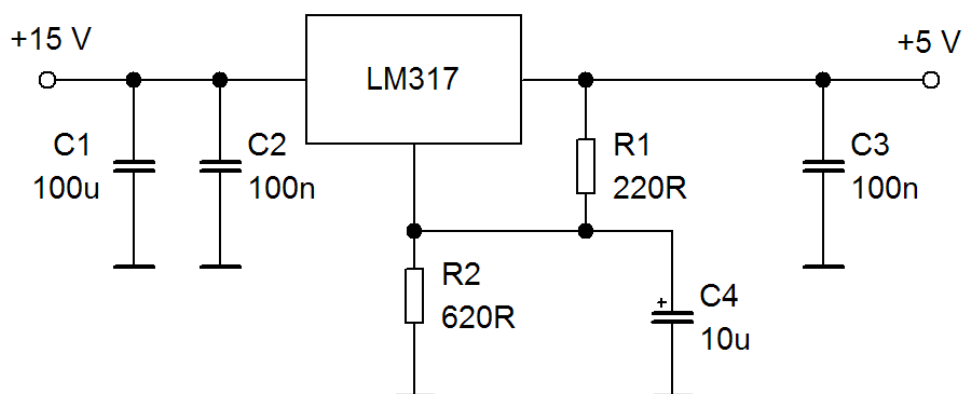 +15 V
+5 V
LM317
C1
100u
C2
100n
R1
220R
C3
100n
R2
620R
+
C4
10u